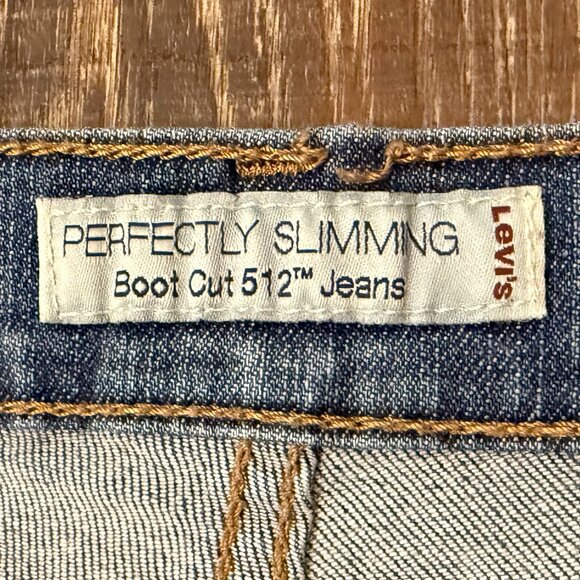 PERFECTLY SLIMMING
Boot Cut 512™ Jeans
Levi's